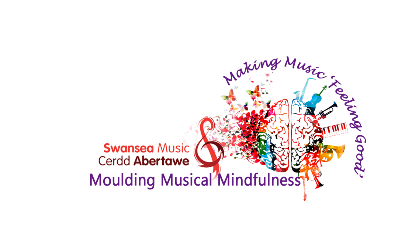 Making Music 'Feeling Good'
Swansea Music
Cerdd Abertawe
Moulding Musical Mindfulness